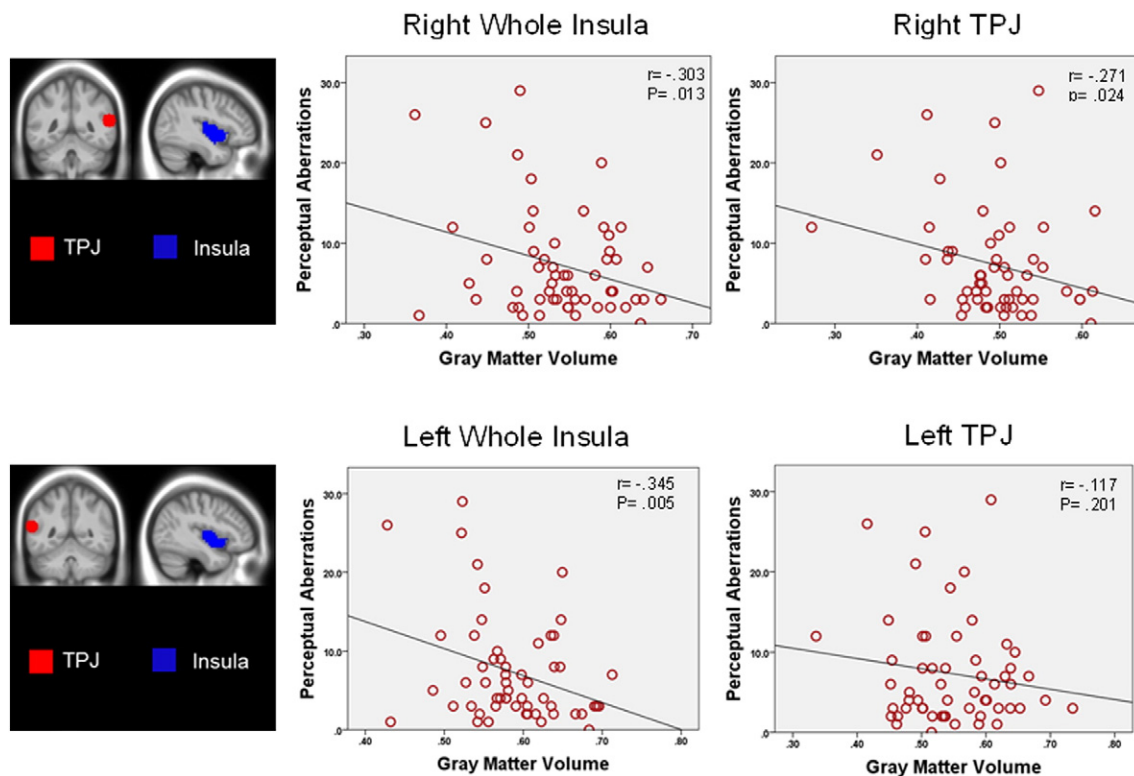 Right Whole Insula
Right TPJ
TPJ
Insula
Perceptual Aberrations
30.0
20.0
10.0
.0
r= -.303
P= .013
.30
.40
.50
.60
.70
Gray Matter Volume
Perceptual Aberrations
30.0
20.0
10.0
.0
r= -.271
p= .024
.30
.40
.50
.60
Gray Matter Volume
Left Whole Insula
Left TPJ
TPJ
Insula
Perceptual Aberrations
30.0
20.0
10.0
.0
r= -.345
P= .005
.40
.50
.60
.70
.80
Gray Matter Volume
Perceptual Aberrations
30.0
20.0
10.0
.0
r= -.117
P= .201
.30
.40
.50
.60
.70
.80
Gray Matter Volume